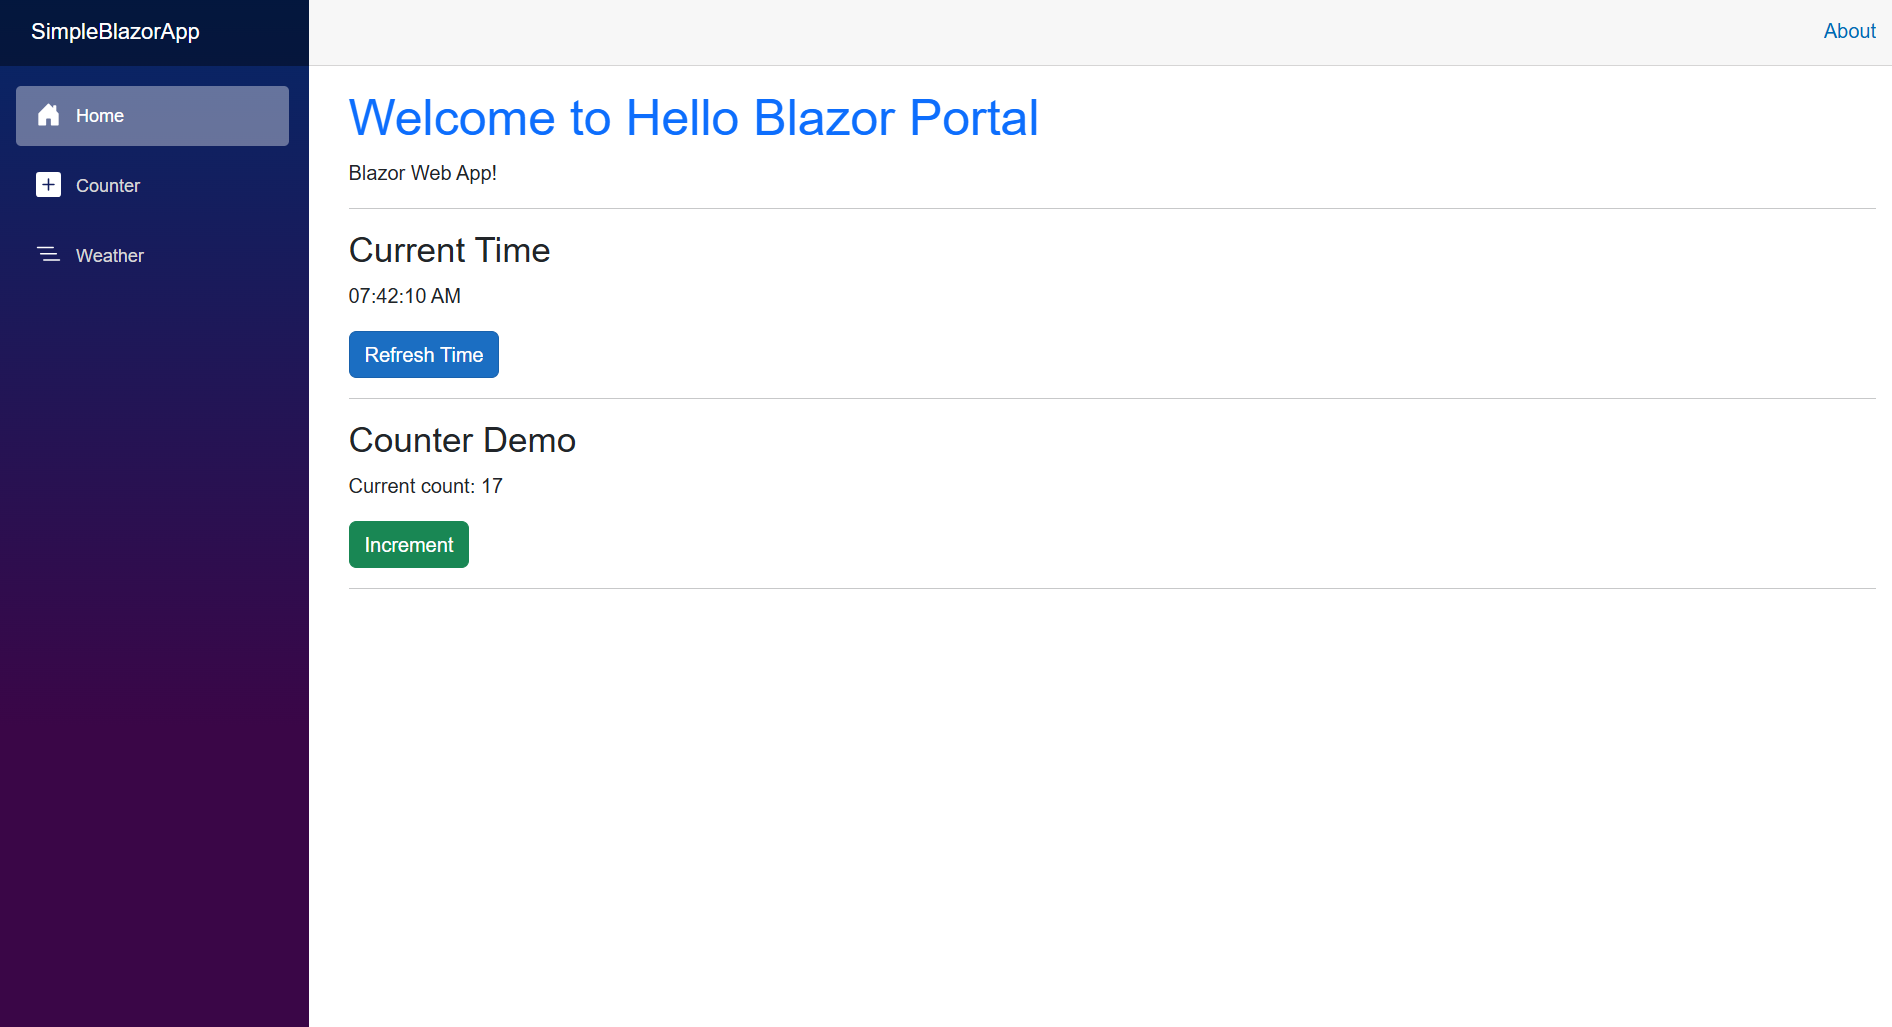 SimpleBlazorApp
About
Home
Counter
Weather
Welcome to Hello Blazor Portal
Blazor Web App!
Current Time
07:42:10 AM
Refresh Time
Counter Demo
Current count: 17
Increment